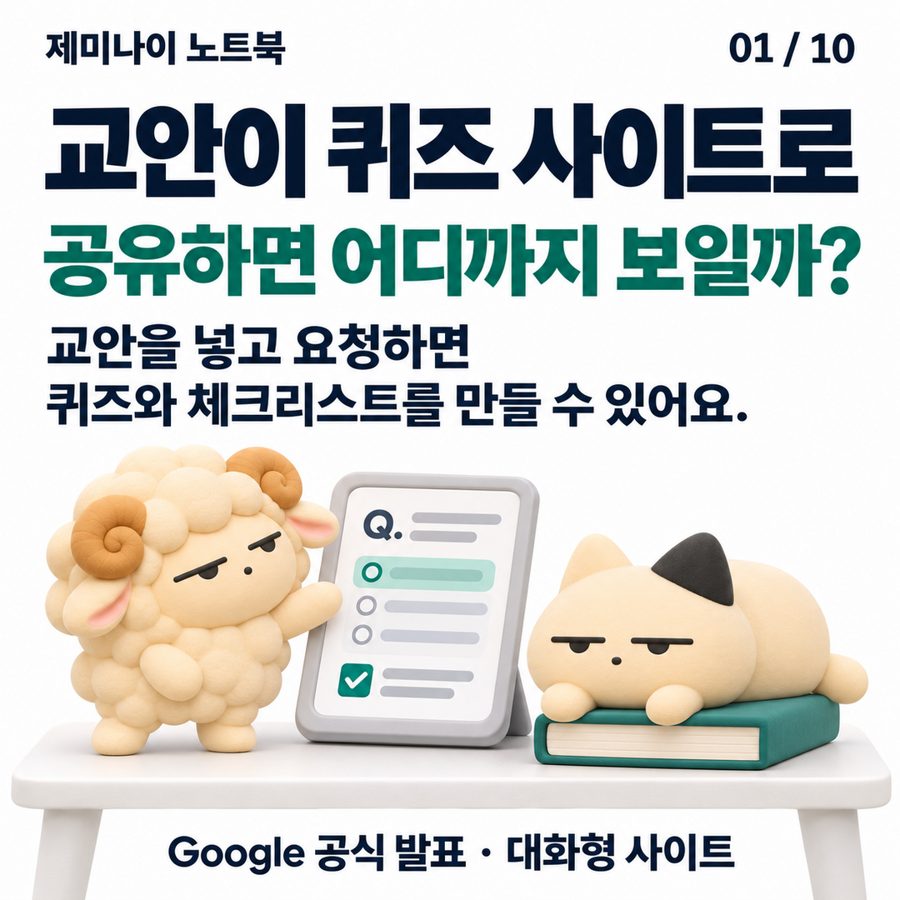 제미나이 노트북
01 / 10
교안이 퀴즈 사이트로
공유하면 어디까지 보일까?
교안을 넣고 요청하면
퀴즈와 체크리스트를 만들 수 있어요.
Q.
Google 공식 발표 · 대화형 사이트